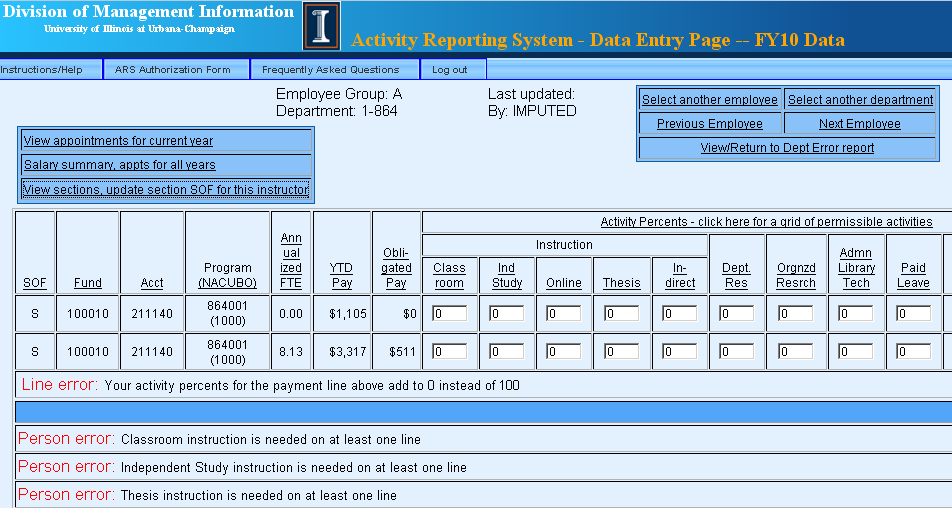 Division of Management Information
University of Illinois at Urbana-Champaign
I
Activity Reporting System - Data Entry Page -- FY10 Data
Instructions/Help ARS Authorization Form Frequently Asked Questions Log out
Employee Group: A Last updated:
Department: 1-864 By: IMPUTED
Select another employee Select another department
Previous Employee Next Employee
View/Return to Dept Error report
View appointments for current year
Salary summary, appts for all years
View sections, update section SOF for this instructor
Activity Percents - click here for a grid of permissible activities
Instruction
SOF Fund Acct Program (NACUBO) Ann ual ized FTE YTD Pay Obli- gated Pay Class room Ind Study Online Thesis In- direct Dept. Res Orgnzd Resrch Admn Library Tech Paid Leave
S 100010 211140 864001 (1000) 0.00 $1,105 $0 0 0 0 0 0 0 0 0 0
S 100010 211140 864001 (1000) 8.13 $3,317 $511 0 0 0 0 0 0 0 0 0
Line error: Your activity percents for the payment line above add to 0 instead of 100
Person error: Classroom instruction is needed on at least one line
Person error: Independent Study instruction is needed on at least one line
Person error: Thesis instruction is needed on at least one line